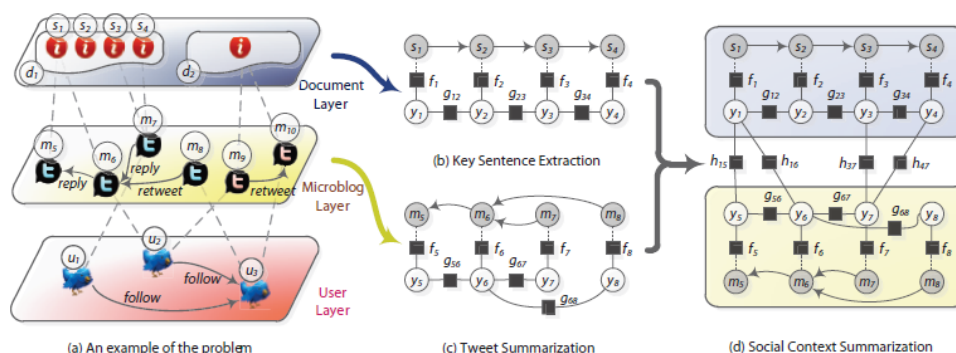 s1 s2 s3 s4
d1 d2
Document Layer
m5 m6 m7 m8 m9 m10
reply reply retweet retweet
Microblog Layer
u1 u2 u3
follow follow
User Layer
(a) An example of the problem
s1 s2 s3 s4
f1 f2 f3 f4
g12 g23 g34
y1 y2 y3 y4
(b) Key Sentence Extraction
m5 m6 m7 m8
f5 f6 f7 f8
g56 g67
y5 y6 y7 y8
g68
(c) Tweet Summarization
s1 s2 s3 s4
f1 f2 f3 f4
g12 g23 g34
y1 y2 y3 y4
h15 h16 h37 h47
g56 g67 g68
y5 y6 y7 y8
f5 f6 f7 f8
m5 m6 m7 m8
(d) Social Context Summarization